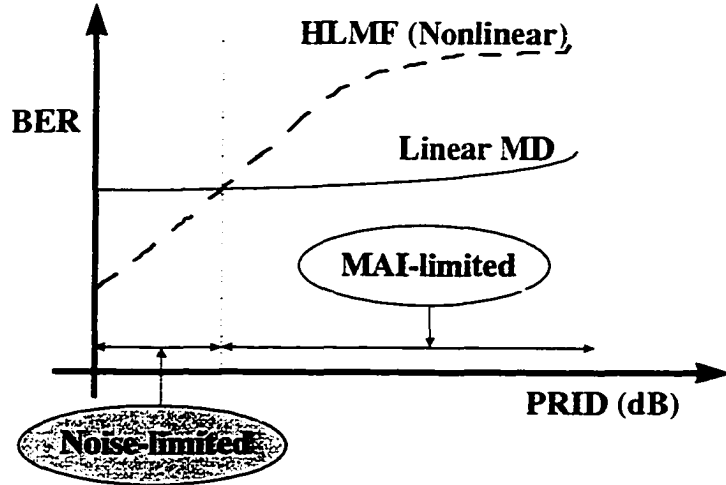 HLMF (Nonlinear)
BER
Linear MD
MAI-limited
PRID (dB)
Noise-limited